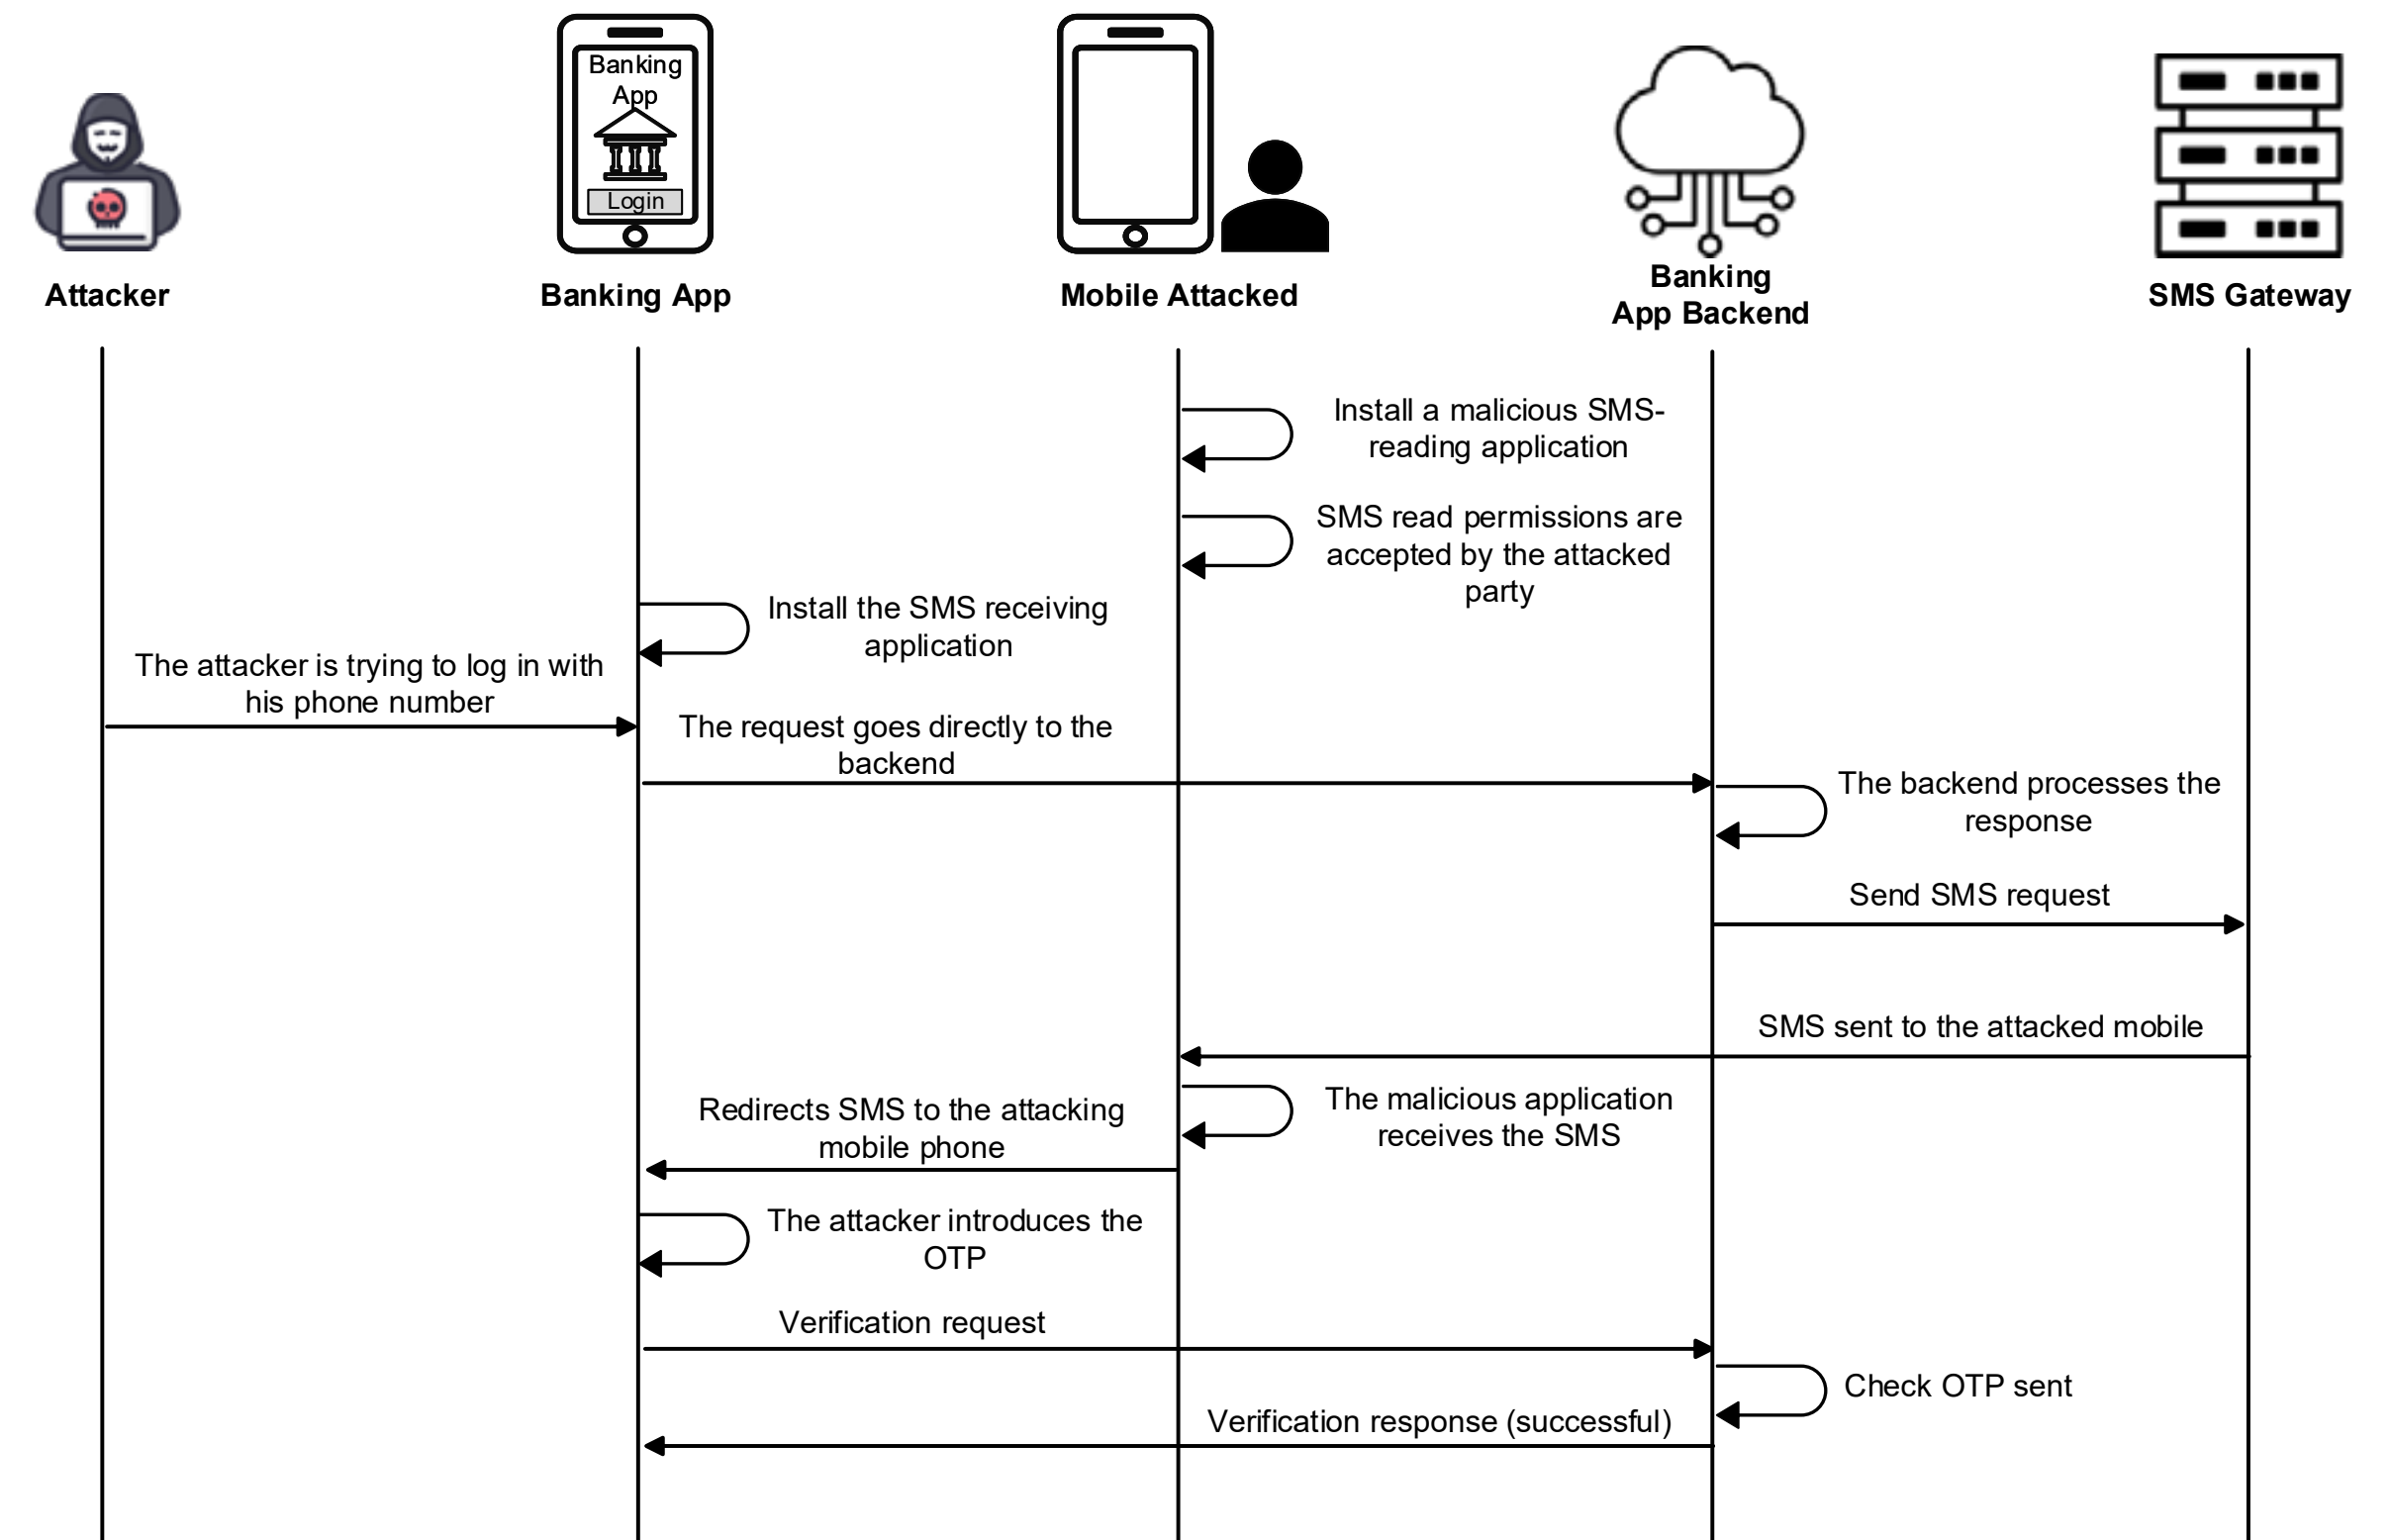 Banking
App
Login
Attacker
Banking App
Mobile Attacked
Banking
App Backend
SMS Gateway
Install a malicious SMS-
reading application
SMS read permissions are
accepted by the attacked
party
Install the SMS receiving
application
The attacker is trying to log in with
his phone number
The request goes directly to the
backend
The backend processes the
response
Send SMS request
SMS sent to the attacked mobile
The malicious application
receives the SMS
Redirects SMS to the attacking
mobile phone
The attacker introduces the
OTP
Verification request
Check OTP sent
Verification response (successful)